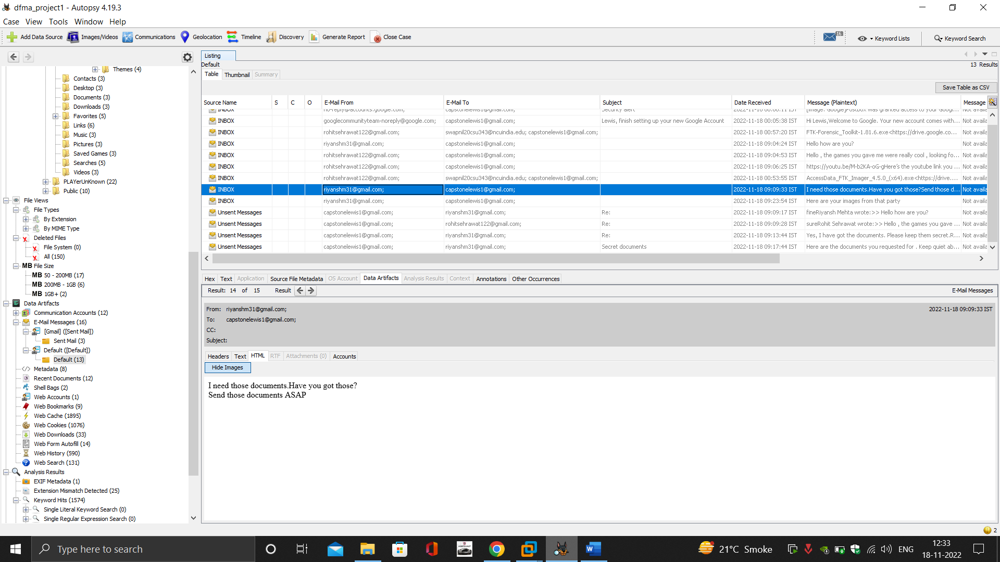 dfma_project1 - Autopsy 4.19.3
Case View Tools Window Help
Add Data Source Images/Videos Communications Geolocation Timeline Discovery Generate Report Close Case 16 Keyword Lists Keyword Search
Listing
Default
13 Results
Table Thumbnail Summary
Save Table as CSV
Source Name S C O E-Mail From E-Mail To Subject Date Received Message (Plaintext) Message
INBOX no-reply@accounts.google.com; capstonelewis1@gmail.com; Security alert 2022-11-18 00:06:11 IST [image: Google]Postbox was granted access to your Googl... Not availa
INBOX googlecommunityteam-noreply@google.com; capstonelewis1@gmail.com; Lewis, finish setting up your new Google Account 2022-11-18 00:05:38 IST Hi Lewis,Welcome to Google. Your new account comes with... Not availa
INBOX rohitsehrawat122@gmail.com; swapnil20csu343@ncuindia.edu; capstonelewis1@gmail.com; 2022-11-18 00:57:20 IST FTK-Forensic_Toolkit-1.81.6.exe<https://drive.google.co... Not availa
INBOX riyanshm31@gmail.com; capstonelewis1@gmail.com; 2022-11-18 09:04:24 IST Hello how are you? Not availa
INBOX rohitsehrawat122@gmail.com; capstonelewis1@gmail.com; 2022-11-18 09:04:53 IST Hello , the games you gave me were really cool , looking fo... Not availa
INBOX rohitsehrawat122@gmail.com; capstonelewis1@gmail.com; 2022-11-18 09:06:25 IST https://youtu.be/M-b2KA-oG-gHere's the youtube link you ... Not availa
INBOX rohitsehrawat122@gmail.com; swapnil20csu343@ncuindia.edu; capstonelewis1@gmail.com; 2022-11-18 00:53:55 IST AccessData_FTK_Imager_4.5.0_(x64).exe<https://drive.... Not availa
INBOX riyanshm31@gmail.com; capstonelewis1@gmail.com; 2022-11-18 09:09:33 IST I need those documents.Have you got those?Send those d... Not availa
INBOX riyanshm31@gmail.com; capstonelewis1@gmail.com; 2022-11-18 09:23:54 IST Here are your images from that party Not availa
Unsent Messages capstonelewis1@gmail.com; riyanshm31@gmail.com; Re: 2022-11-18 09:09:17 IST fineRiyansh Mehta wrote:>> Hello how are you? Not availa
Unsent Messages capstonelewis1@gmail.com; rohitsehrawat122@gmail.com; Re: 2022-11-18 09:09:28 IST sureRohit Sehrawat wrote:>> Hello , the games you gave ... Not availa
Unsent Messages capstonelewis1@gmail.com; riyanshm31@gmail.com; Re: 2022-11-18 09:13:44 IST Yes, I have got the documents. Please keep them secret.R... Not availa
Unsent Messages capstonelewis1@gmail.com; riyanshm31@gmail.com; Secret documents 2022-11-18 09:17:44 IST Here are the documents you requested for . Keep quiet ab... Not availa
Themes (4)
Contacts (3)
Desktop (3)
Documents (3)
Downloads (3)
Favorites (5)
Links (6)
Music (3)
Pictures (3)
Saved Games (3)
Searches (5)
Videos (3)
PLAYerUnKnown (22)
Public (10)
File Views
File Types
By Extension
By MIME Type
Deleted Files
File System (0)
All (150)
MB File Size
MB 50 - 200MB (17)
MB 200MB - 1GB (6)
MB 1GB+ (2)
Data Artifacts
Communication Accounts (12)
E-Mail Messages (16)
[Gmail] ([Sent Mail])
Sent Mail (3)
Default ([Default])
Default (13)
Metadata (8)
Recent Documents (12)
Shell Bags (2)
Web Accounts (1)
Web Bookmarks (9)
Web Cache (1895)
Web Cookies (1076)
Web Downloads (33)
Web Form Autofill (14)
Web History (590)
Web Search (131)
Analysis Results
EXIF Metadata (1)
Extension Mismatch Detected (25)
Keyword Hits (1574)
Single Literal Keyword Search (0)
Single Regular Expression Search (0)
Hex Text Application Source File Metadata OS Account Data Artifacts Analysis Results Context Annotations Other Occurrences
Result: 14 of 15 Result E-Mail Messages
From: riyanshm31@gmail.com; 2022-11-18 09:09:33 IST
To: capstonelewis1@gmail.com;
CC:
Subject:
Headers Text HTML RTF Attachments (0) Accounts
Hide Images
I need those documents.Have you got those?
Send those documents ASAP
2
Type here to search
21°C Smoke
ENG
12:33
18-11-2022